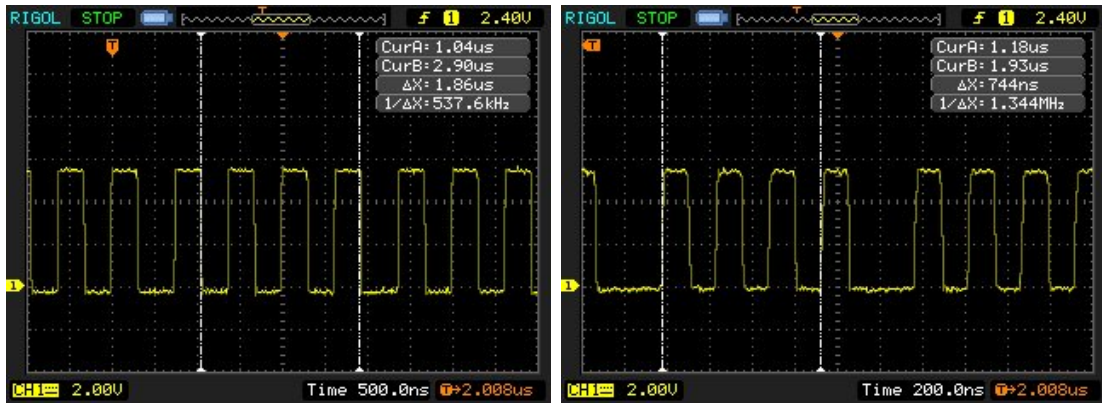 RIGOL STOP T f 1 2.40V
T
CurA: 1.04us
CurB: 2.90us
ΔX: 1.86us
1/ΔX: 537.6kHz
1
CH1 2.00V Time 500.0ns T→2.008us
RIGOL STOP T f 1 2.40V
T
CurA: 1.18us
CurB: 1.93us
ΔX: 744ns
1/ΔX: 1.344MHz
1
CH1 2.00V Time 200.0ns T→2.008us